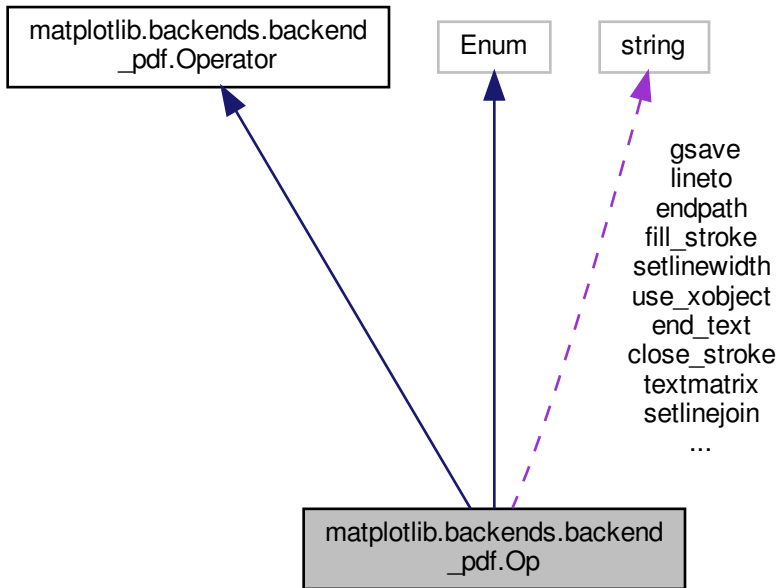 matplotlib.backends.backend
_pdf.Operator
Enum
string
gsave
lineto
endpath
fill_stroke
setlinewidth
use_xobject
end_text
close_stroke
textmatrix
setlinejoin
...
matplotlib.backends.backend
_pdf.Op